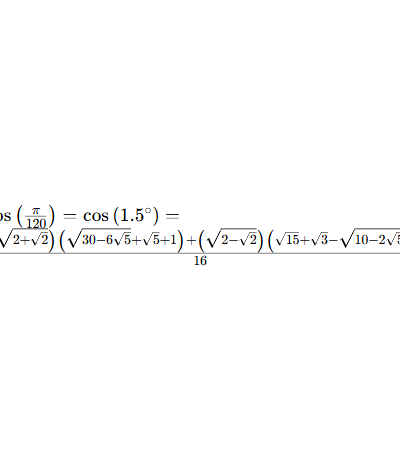 os (π/120) = cos (1.5°) =
√(2+√2)) (√(30−6√5)+√5+1) + (√(2−√2)) (√15+√3−√(10−2√5
16